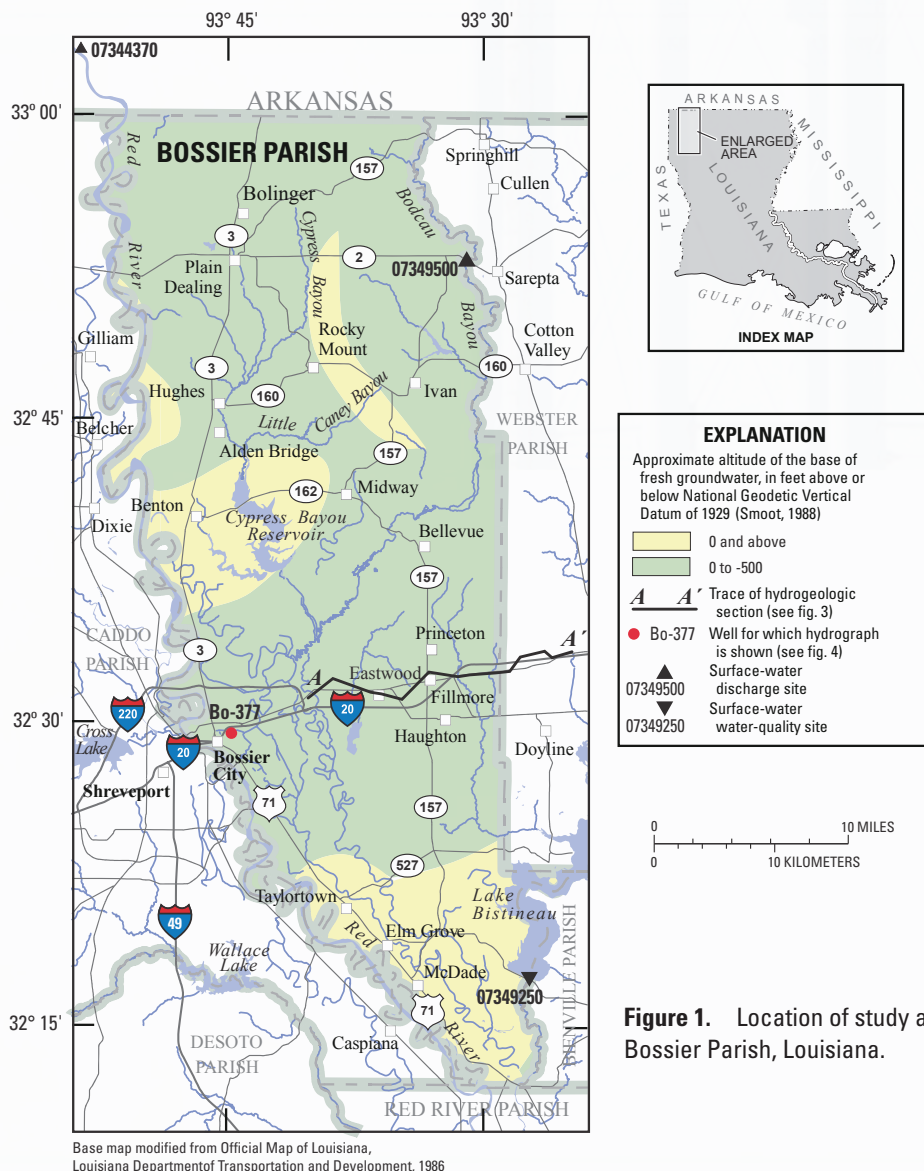 93° 45'
93° 30'
07344370
33° 00'
ARKANSAS
BOSSIER PARISH
Red
River
157
Springhill
Cullen
Bolinger
Cypress
Bayou
Bodcau
Bayou
3
2
07349500
Plain
Dealing
Sarepta
Gilliam
Rocky
Mount
Cotton
Valley
3
160
Hughes
160
Ivan
Little
Caney Bayou
32° 45'
Belcher
WEBSTER
PARISH
Alden Bridge
157
162
Midway
Benton
Dixie
Cypress Bayou
Reservoir
Bellevue
157
CADDO
PARISH
3
Princeton
A
A′
Eastwood
Fillmore
20
32° 30'
220
Bo-377
Haughton
Cross
Lake
20
Bossier
City
Doyline
Shreveport
71
157
527
Lake
Bistineau
Taylortown
49
Red
River
Elm Grove
Wallace
Lake
McDade
07349250
71
32° 15'
Caspiana
DESOTO
PARISH
BIENVILLE PARISH
RED RIVER PARISH
Base map modified from Official Map of Louisiana,
Louisiana Departmentof Transportation and Development, 1986
ARKANSAS
ENLARGED
AREA
TEXAS
LOUISIANA
MISSISSIPPI
GULF OF MEXICO
INDEX MAP
EXPLANATION
Approximate altitude of the base of
fresh groundwater, in feet above or
below National Geodetic Vertical
Datum of 1929 (Smoot, 1988)
0 and above
0 to -500
A A′ Trace of hydrogeologic
section (see fig. 3)
Bo-377 Well for which hydrograph
is shown (see fig. 4)
Surface-water
07349500 discharge site
Surface-water
07349250 water-quality site
0 10 MILES
0 10 KILOMETERS
Figure 1. Location of study a
Bossier Parish, Louisiana.